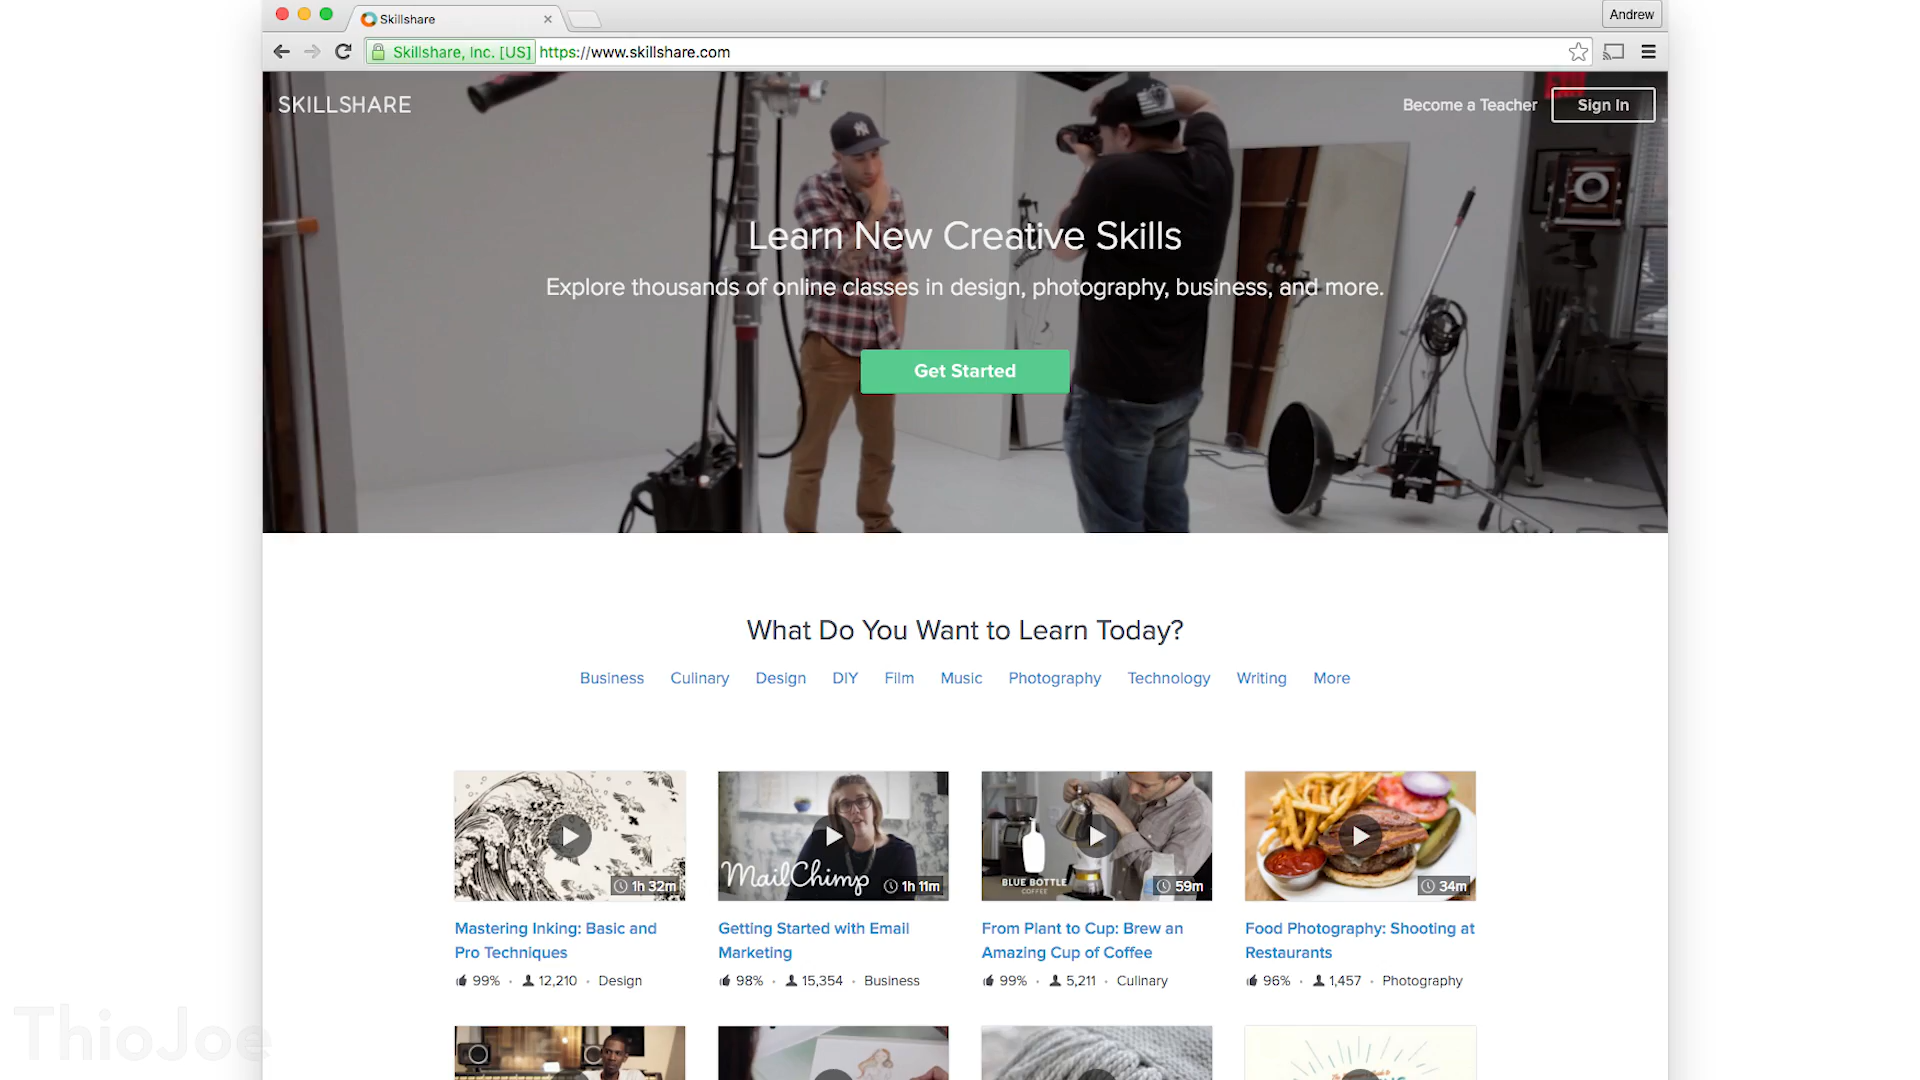 Skillshare
Andrew
Skillshare, Inc. [US] https://www.skillshare.com
SKILLSHARE
Become a Teacher
Sign In
Learn New Creative Skills
Explore thousands of online classes in design, photography, business, and more.
Get Started
What Do You Want to Learn Today?
Business Culinary Design DIY Film Music Photography Technology Writing More
1h 32m
MailChimp
1h 11m
BLUE BOTTLE
COFFEE
59m
34m
Mastering Inking: Basic and
Pro Techniques
99% · 12,210 · Design
Getting Started with Email
Marketing
98% · 15,354 · Business
From Plant to Cup: Brew an
Amazing Cup of Coffee
99% · 5,211 · Culinary
Food Photography: Shooting at
Restaurants
96% · 1,457 · Photography
ThioJoe